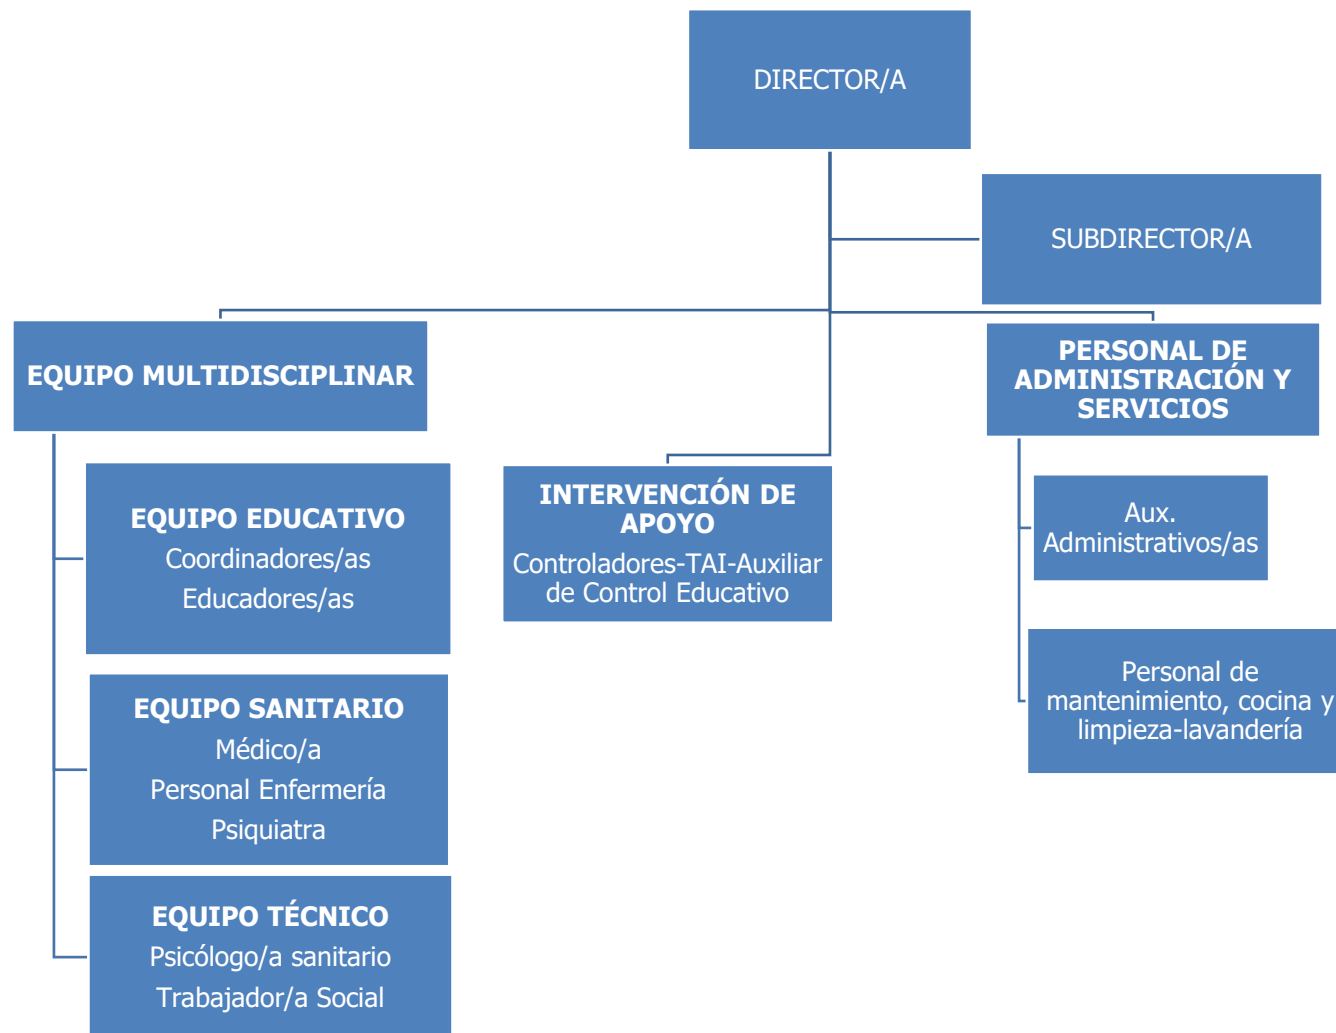 DIRECTOR/A
SUBDIRECTOR/A
EQUIPO MULTIDISCIPLINAR
PERSONAL DE
ADMINISTRACIÓN Y
SERVICIOS
EQUIPO EDUCATIVO
Coordinadores/as
Educadores/as
INTERVENCIÓN DE
APOYO
Controladores-TAI-Auxiliar
de Control Educativo
Aux.
Administrativos/as
Personal de
mantenimiento, cocina y
limpieza-lavandería
EQUIPO SANITARIO
Médico/a
Personal Enfermería
Psiquiatra
EQUIPO TÉCNICO
Psicólogo/a sanitario
Trabajador/a Social